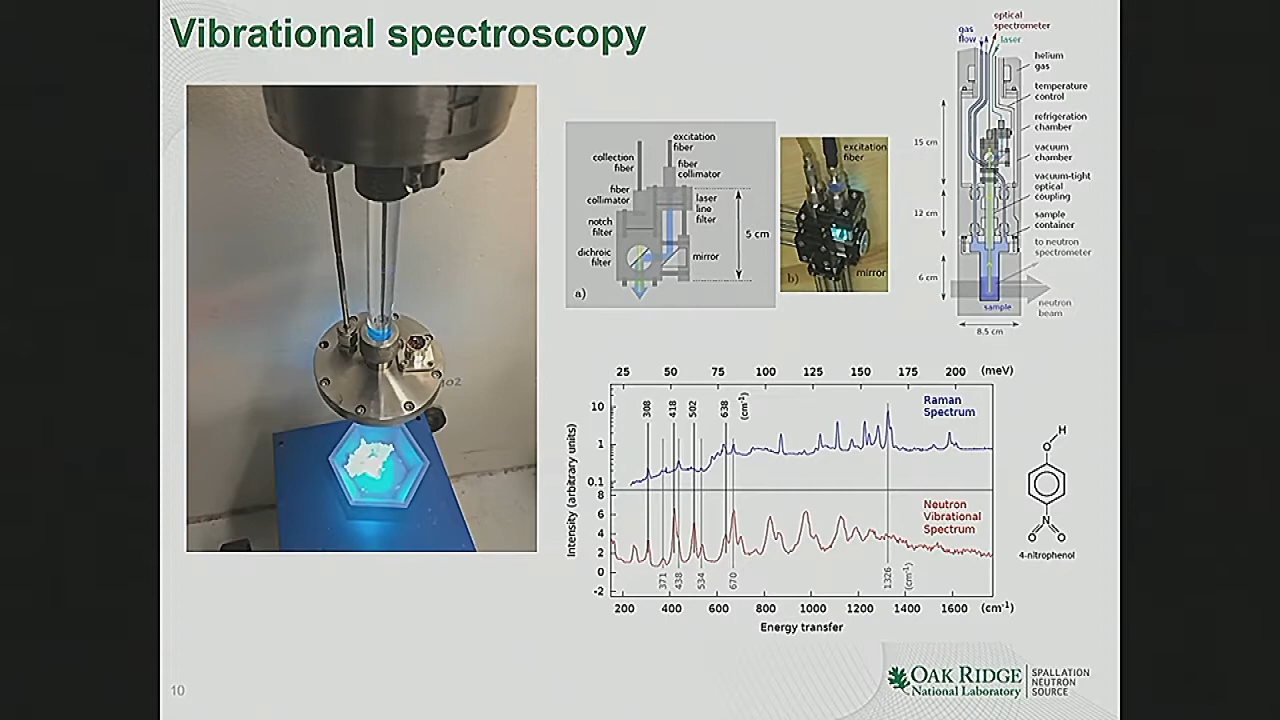 Vibrational spectroscopy
optical
spectrometer
gas
flow
laser
helium
gas
temperature
control
refrigeration
chamber
vacuum
chamber
vacuum-tight
optical
coupling
sample
container
to neutron
spectrometer
neutron
beam
sample
15 cm
12 cm
6 cm
8.5 cm
excitation
fiber
collection
fiber
fiber
collimator
fiber
collimator
laser
line
filter
notch
filter
dichroic
filter
mirror
5 cm
a)
excitation
fiber
mirror
b)
25 50 75 100 125 150 175 200 (meV)
308 418 502 638 (cm⁻¹)
Raman
Spectrum
10
1
0.1
8
6
4
2
0
-2
Intensity (arbitrary units)
Neutron
Vibrational
Spectrum
371 438 534 670 1326 (cm⁻¹)
200 400 600 800 1000 1200 1400 1600 (cm⁻¹)
Energy transfer
H
O
N
O O
4-nitrophenol
10
OAK RIDGE
National Laboratory
SPALLATION
NEUTRON
SOURCE